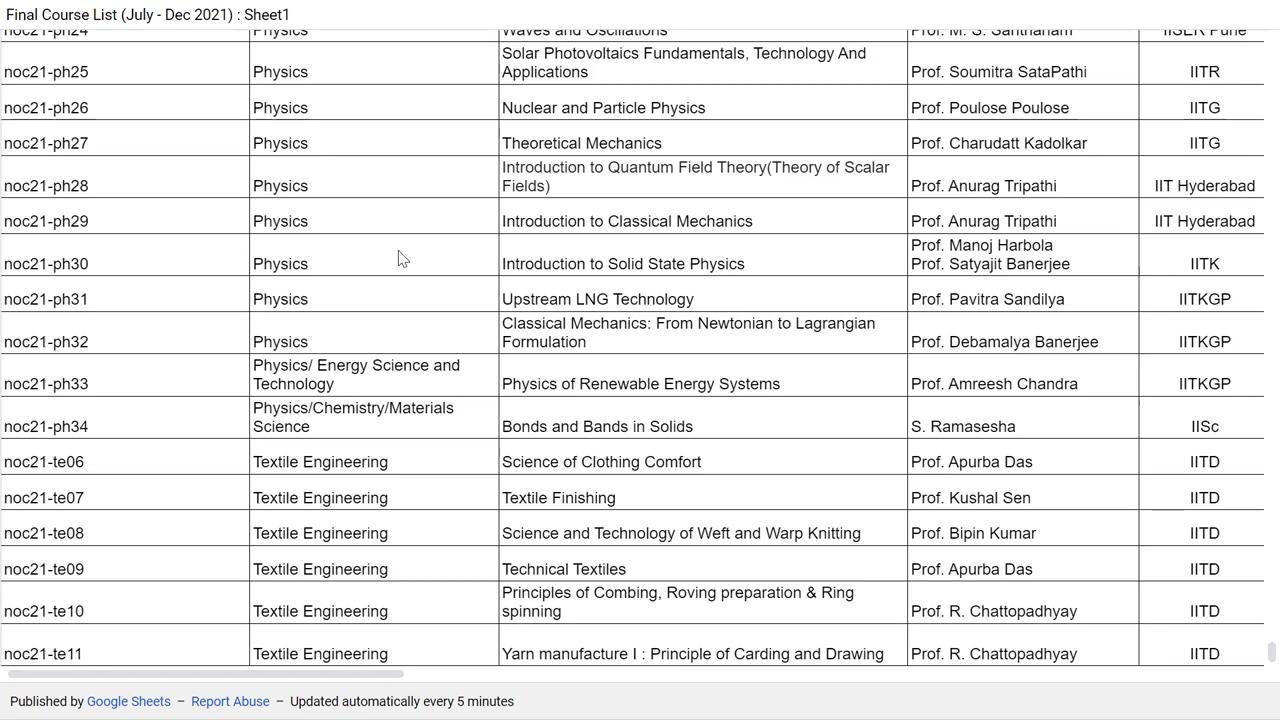 Final Course List (July - Dec 2021) : Sheet1
noc21-ph24 Physics Waves and Oscillations Prof. M. S. Santhanam IISER Pune
Solar Photovoltaics Fundamentals, Technology And
noc21-ph25 Physics Applications Prof. Soumitra SataPathi IITR
noc21-ph26 Physics Nuclear and Particle Physics Prof. Poulose Poulose IITG
noc21-ph27 Physics Theoretical Mechanics Prof. Charudatt Kadolkar IITG
Introduction to Quantum Field Theory(Theory of Scalar
noc21-ph28 Physics Fields) Prof. Anurag Tripathi IIT Hyderabad
noc21-ph29 Physics Introduction to Classical Mechanics Prof. Anurag Tripathi IIT Hyderabad
Prof. Manoj Harbola
noc21-ph30 Physics Introduction to Solid State Physics Prof. Satyajit Banerjee IITK
noc21-ph31 Physics Upstream LNG Technology Prof. Pavitra Sandilya IITKGP
Classical Mechanics: From Newtonian to Lagrangian
noc21-ph32 Physics Formulation Prof. Debamalya Banerjee IITKGP
Physics/ Energy Science and
noc21-ph33 Technology Physics of Renewable Energy Systems Prof. Amreesh Chandra IITKGP
Physics/Chemistry/Materials
noc21-ph34 Science Bonds and Bands in Solids S. Ramasesha IISc
noc21-te06 Textile Engineering Science of Clothing Comfort Prof. Apurba Das IITD
noc21-te07 Textile Engineering Textile Finishing Prof. Kushal Sen IITD
noc21-te08 Textile Engineering Science and Technology of Weft and Warp Knitting Prof. Bipin Kumar IITD
noc21-te09 Textile Engineering Technical Textiles Prof. Apurba Das IITD
Principles of Combing, Roving preparation & Ring
noc21-te10 Textile Engineering spinning Prof. R. Chattopadhyay IITD
noc21-te11 Textile Engineering Yarn manufacture I : Principle of Carding and Drawing Prof. R. Chattopadhyay IITD
Published by Google Sheets – Report Abuse – Updated automatically every 5 minutes